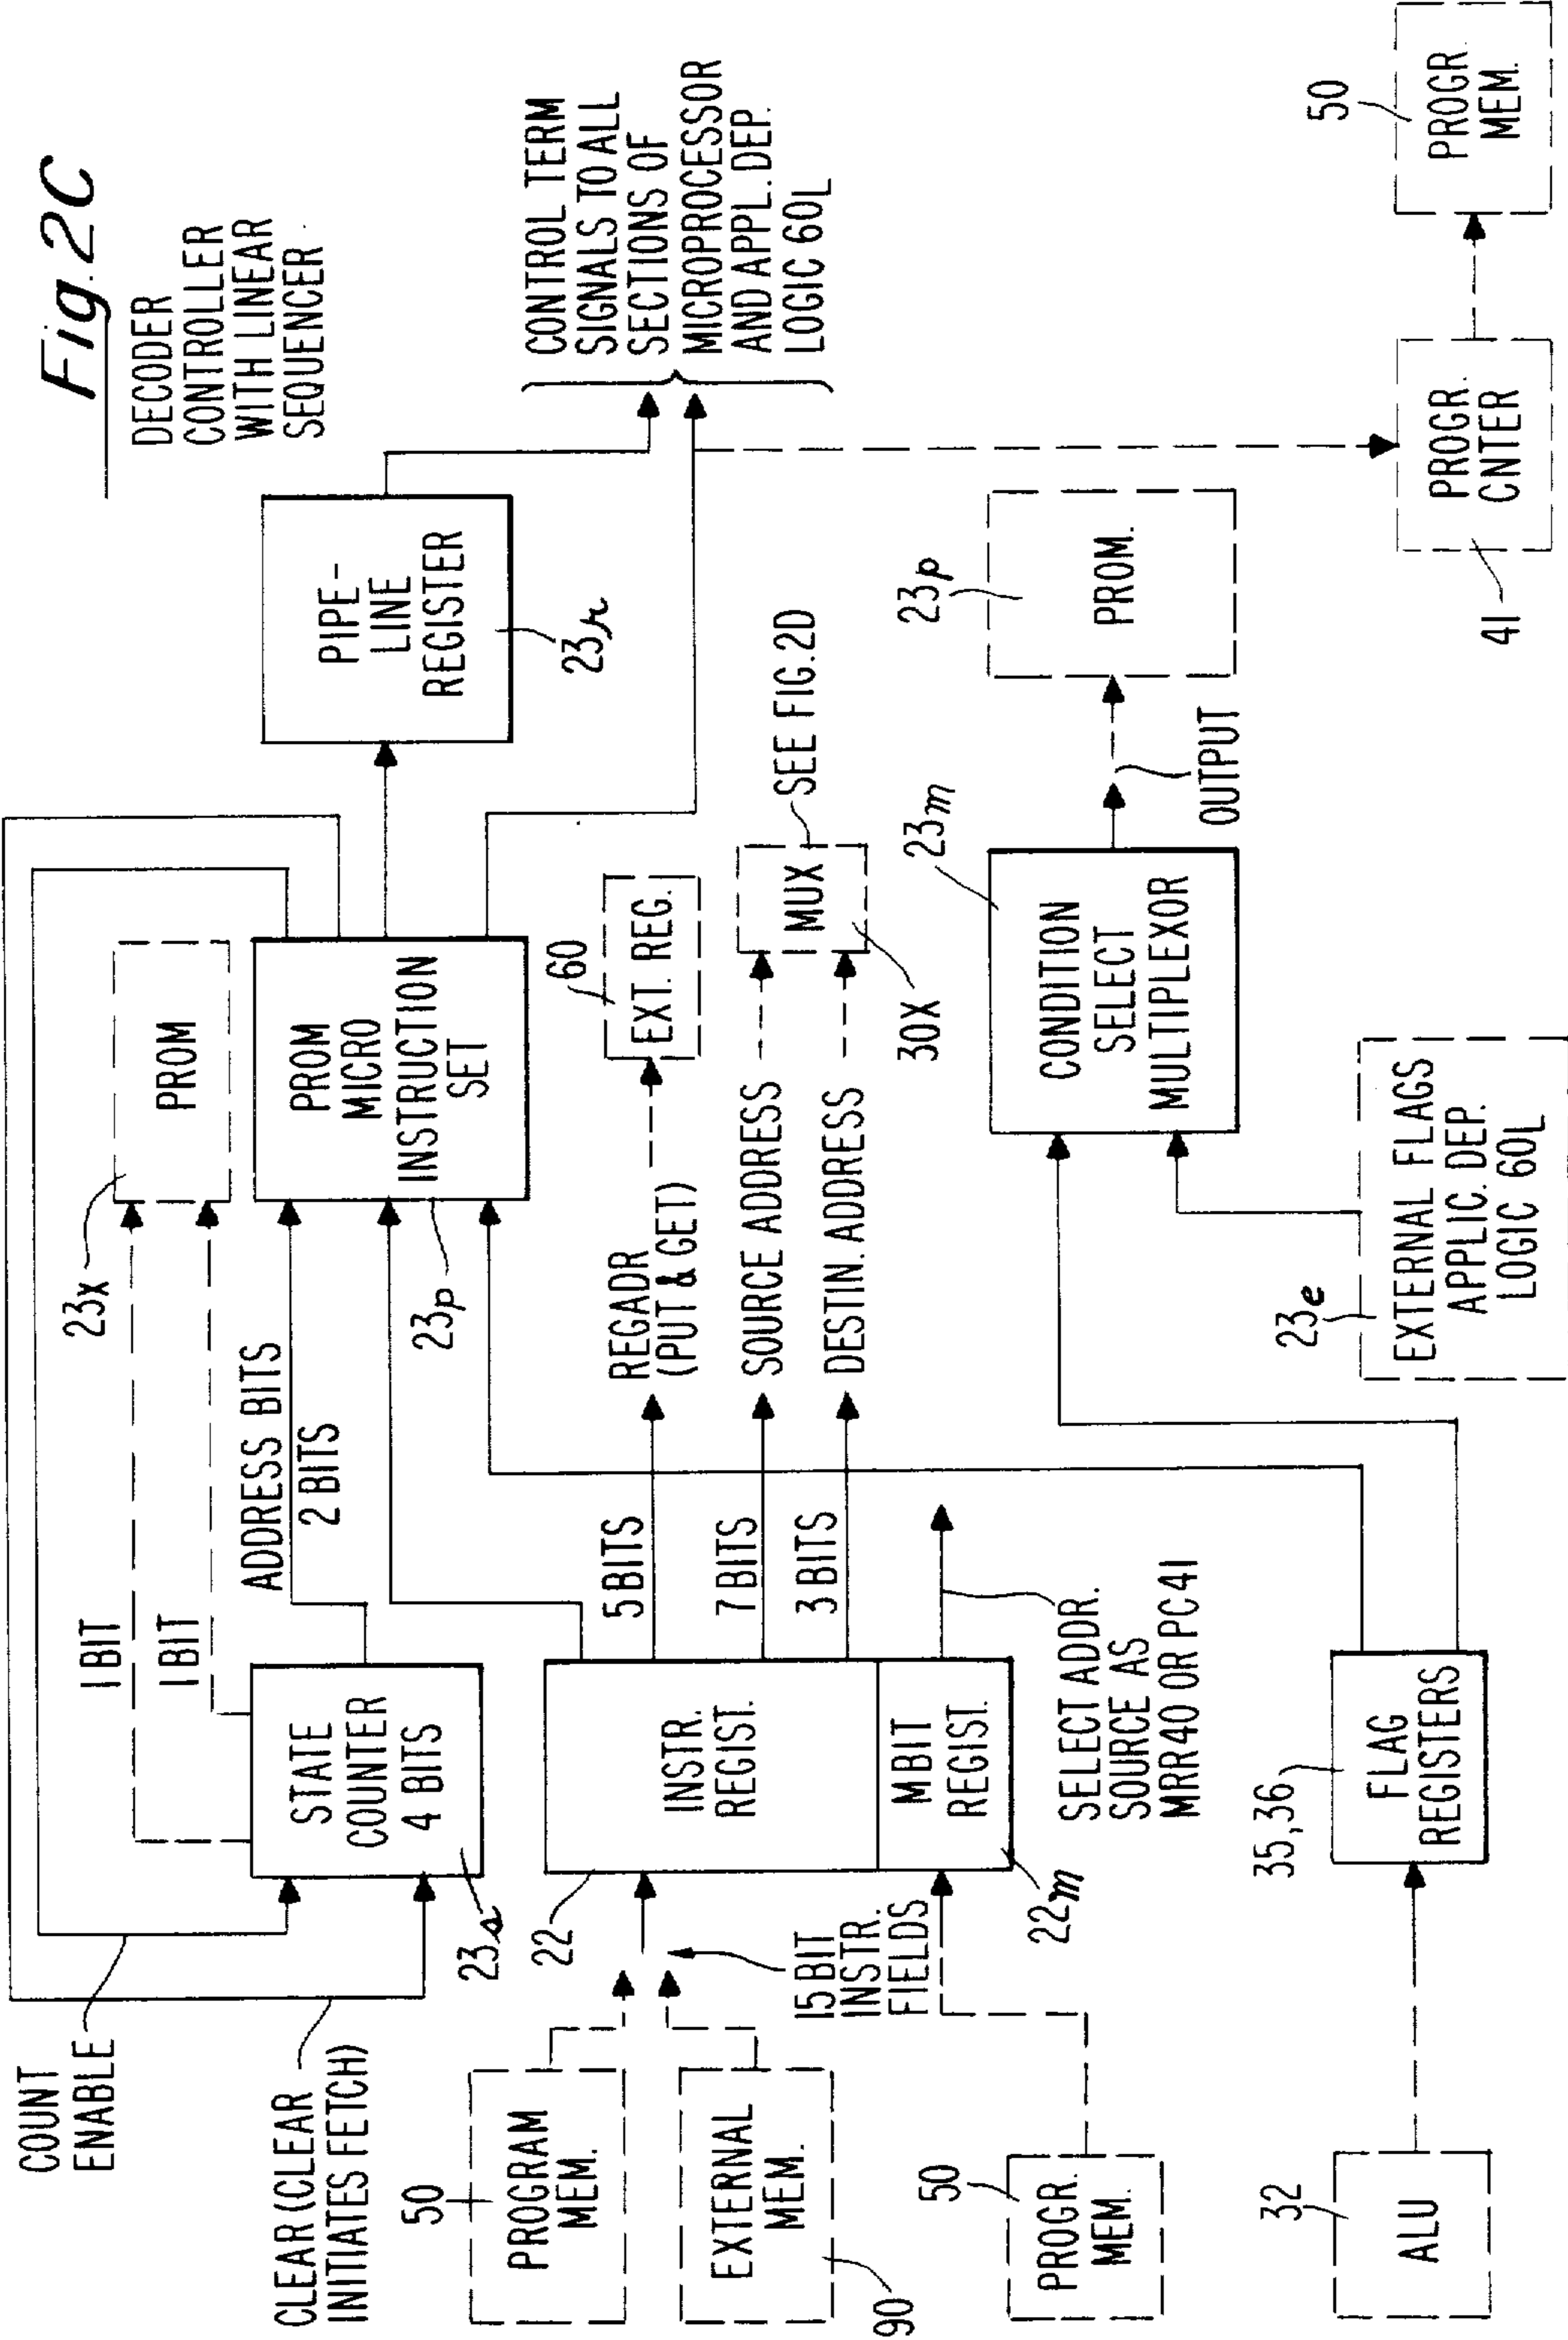 Fig.2C
DECODER
CONTROLLER
WITH LINEAR
SEQUENCER
COUNT
ENABLE
CLEAR (CLEAR
INITIATES FETCH)
1 BIT
1 BIT
23x
PROM
ADDRESS BITS
2 BITS
STATE
COUNTER
4 BITS
23s
PROM
MICRO
INSTRUCTION
SET
23p
PIPE-
LINE
REGISTER
23r
CONTROL TERM
SIGNALS TO ALL
SECTIONS OF
MICROPROCESSOR
AND APPL. DEP.
LOGIC 60L
50
PROGRAM
MEM.
EXTERNAL
MEM.
90
15 BIT
INSTR.
FIELDS
22
INSTR.
REGIST.
MBIT
REGIST.
22m
5 BITS
7 BITS
3 BITS
REGADR
(PUT & GET)
SOURCE ADDRESS
DESTIN. ADDRESS
60
EXT. REG.
MUX
SEE FIG.2D
30X
SELECT ADDR.
SOURCE AS
MRR40 OR PC41
50
PROGR.
MEM.
32
ALU
35,36
FLAG
REGISTERS
23e
EXTERNAL FLAGS
APPLIC. DEP.
LOGIC 60L
CONDITION
SELECT
MULTIPLEXOR
23m
OUTPUT
23p
PROM.
PROGR.
CNTER
41
50
PROGR.
MEM.